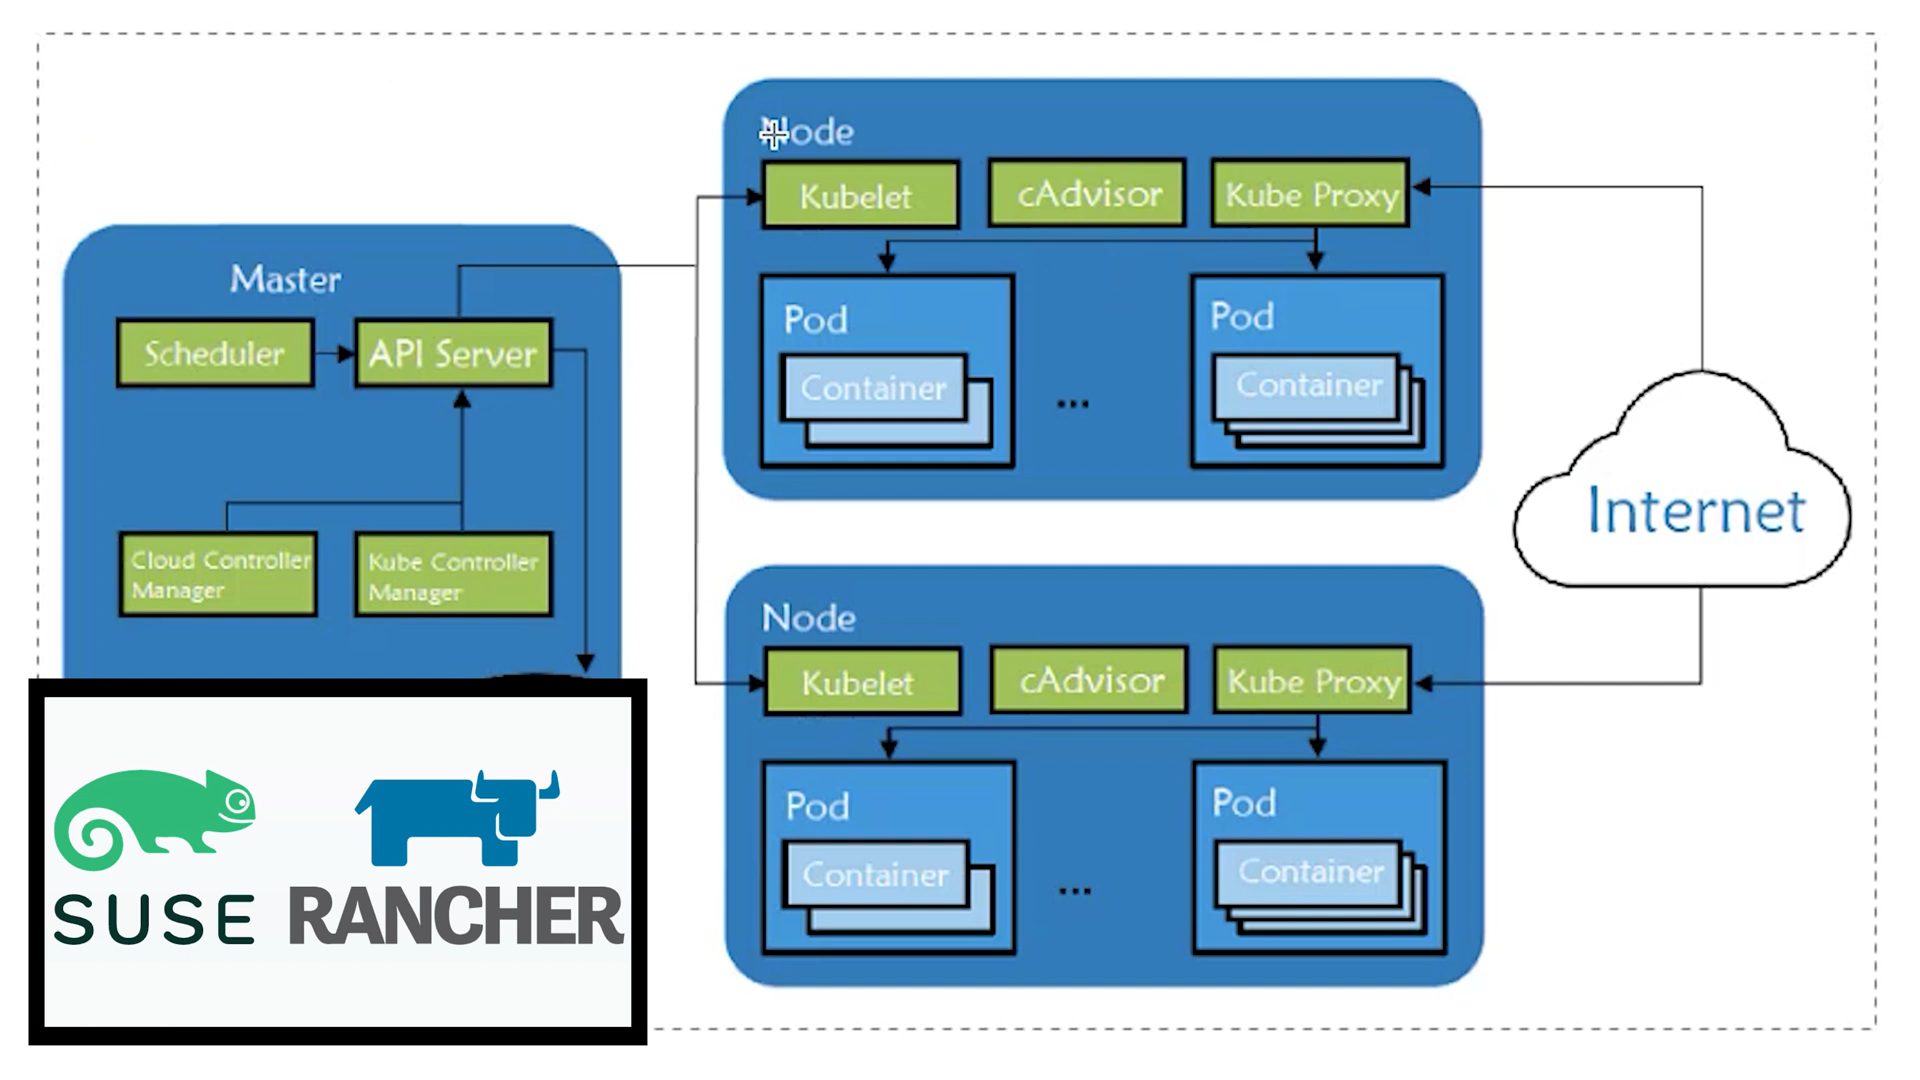 Master
Scheduler
API Server
Cloud Controller
Manager
Kube Controller
Manager
Node
Kubelet
cAdvisor
Kube Proxy
Pod
Container
...
Pod
Container
Node
Kubelet
cAdvisor
Kube Proxy
Pod
Container
...
Pod
Container
Internet
SUSE
RANCHER